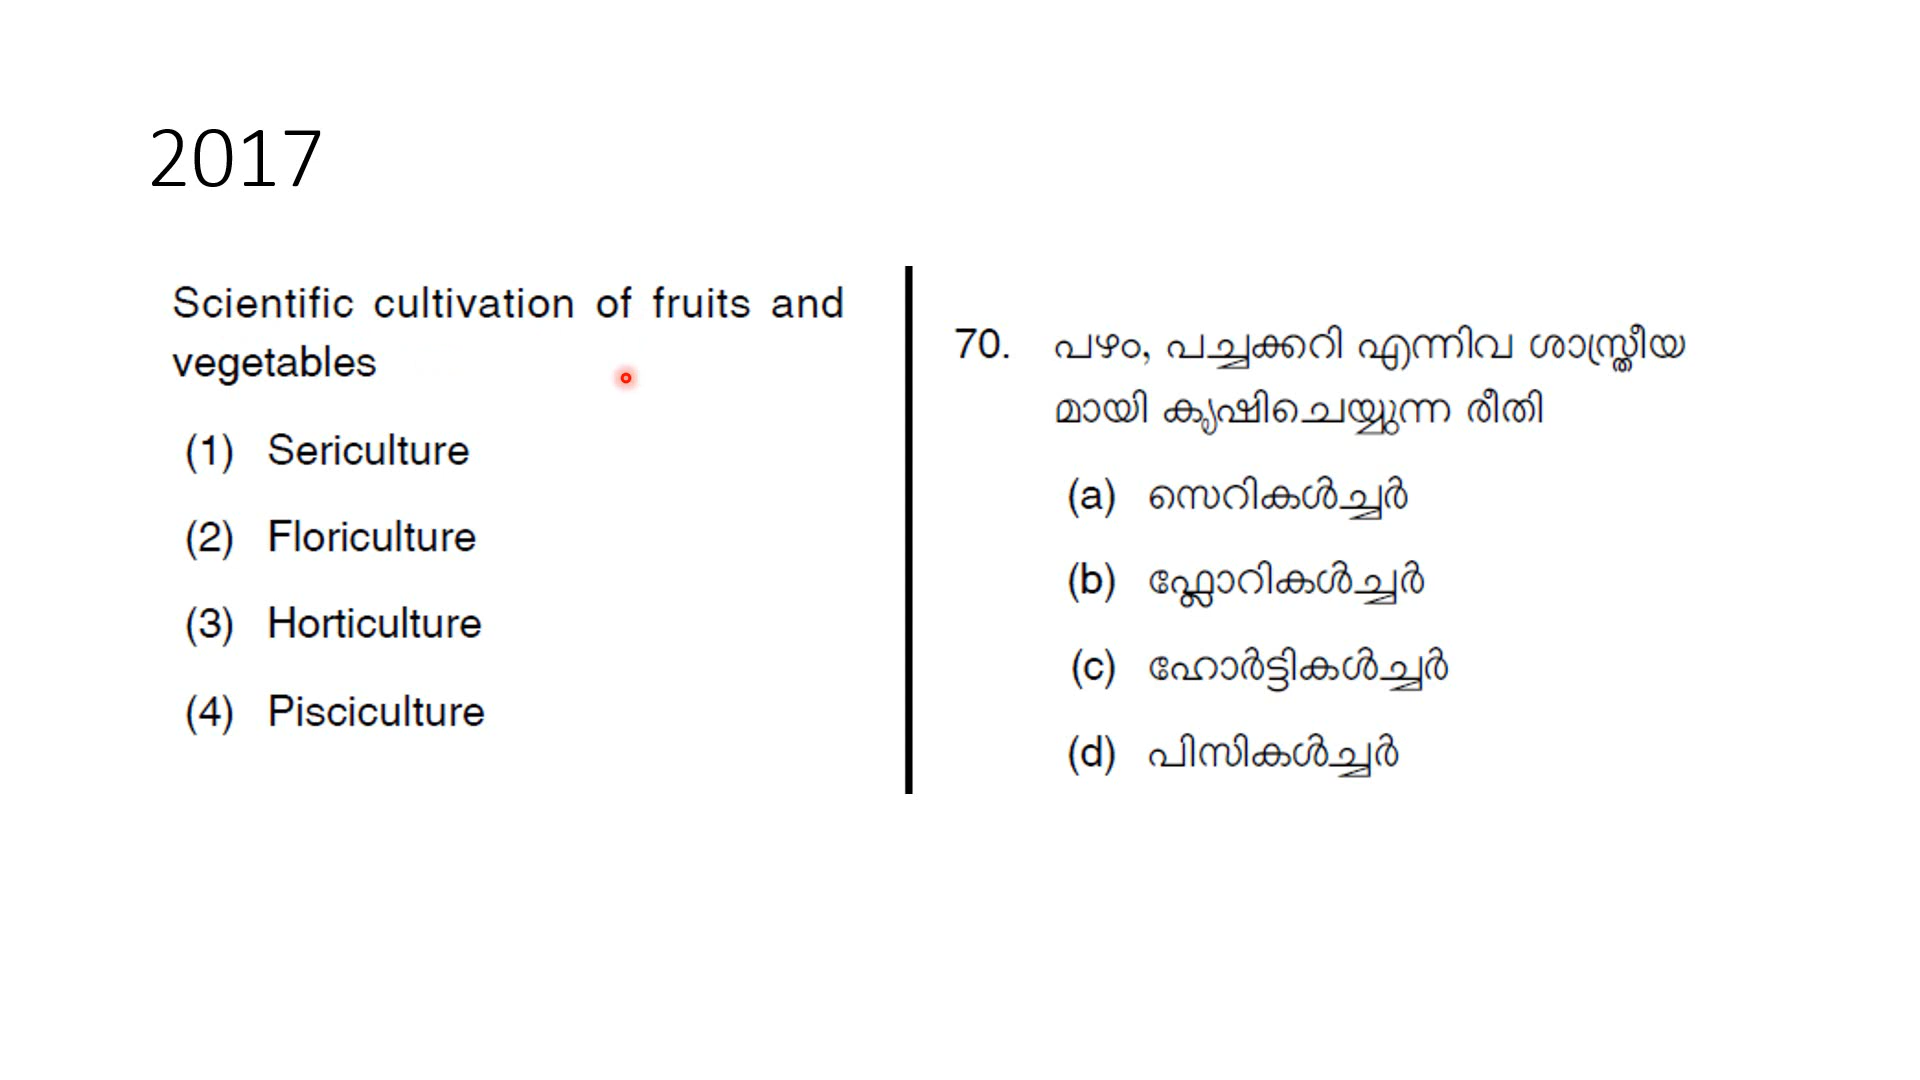 2017
Scientific cultivation of fruits and
vegetables
(1) Sericulture
(2) Floriculture
(3) Horticulture
(4) Pisciculture
70. പഴം, പച്ചക്കറി എന്നിവ ശാസ്ത്രീയ
മായി കൃഷിചെയ്യുന്ന രീതി
(a) സെറികൾച്ചർ
(b) ഫ്ലോറികൾച്ചർ
(c) ഹോർട്ടികൾച്ചർ
(d) പിസികൾച്ചർ